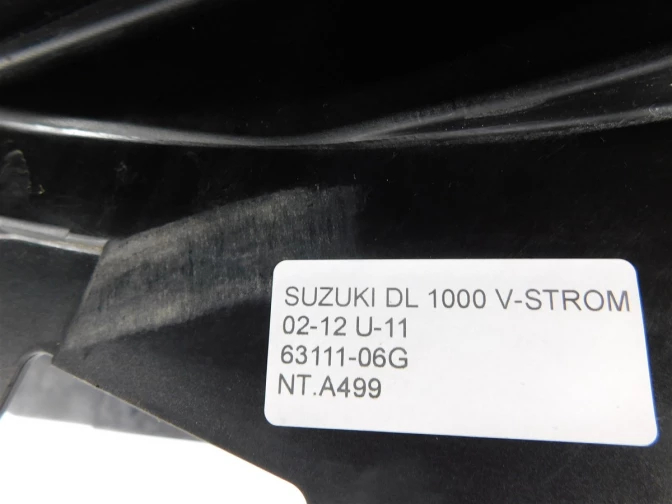 SUZUKI DL 1000 V-STROM
02-12 U-11
63111-06G
NT.A499